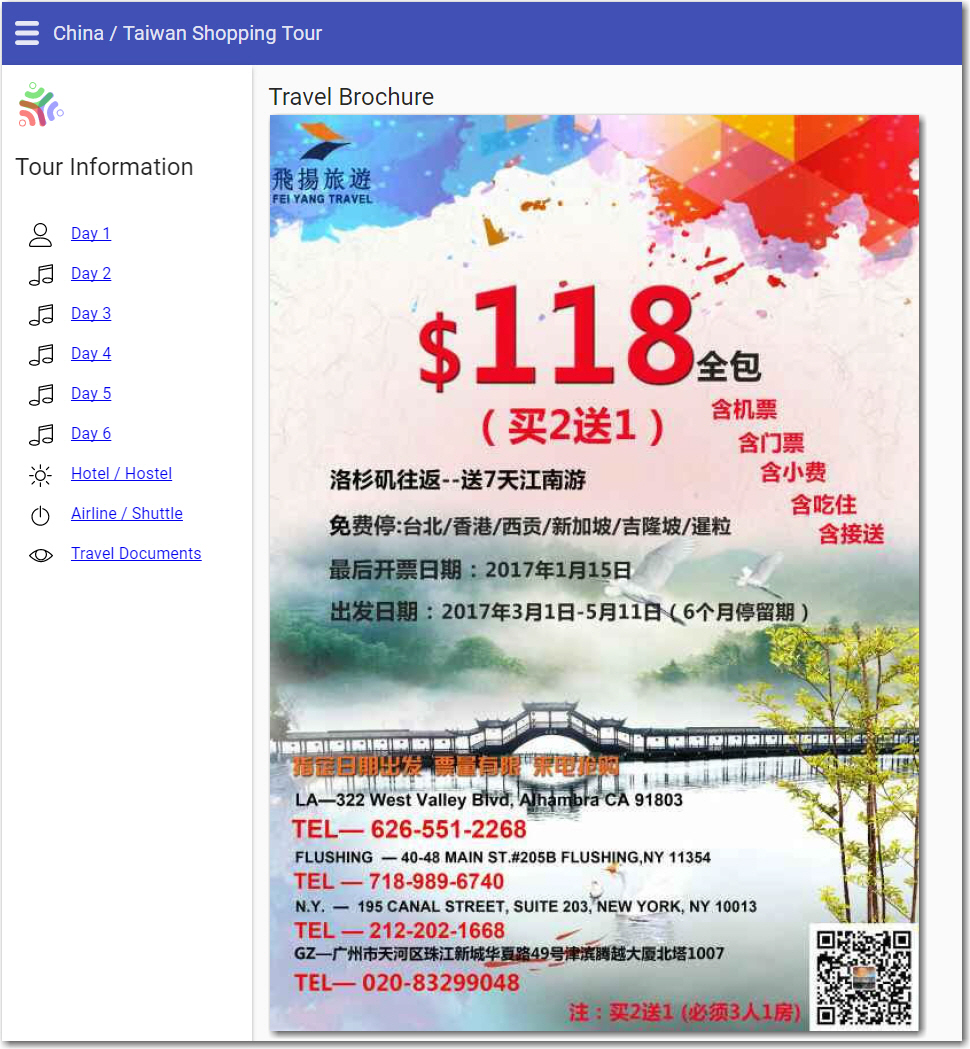 China / Taiwan Shopping Tour
Tour Information
Day 1
Day 2
Day 3
Day 4
Day 5
Day 6
Hotel / Hostel
Airline / Shuttle
Travel Documents
Travel Brochure
飛揚旅遊
FEI YANG TRAVEL
$118全包
（买2送1）
含机票
含门票
含小费
含吃住
含接送
洛杉矶往返--送7天江南游
免费停:台北/香港/西贡/新加坡/吉隆坡/暹粒
最后开票日期：2017年1月15日
出发日期：2017年3月1日-5月11日（6个月停留期）
指定日期出发 票量有限 来电抢购
LA—322 West Valley Blvd, Alhambra CA 91803
TEL— 626-551-2268
FLUSHING — 40-48 MAIN ST.#205B FLUSHING,NY 11354
TEL — 718-989-6740
N.Y. — 195 CANAL STREET, SUITE 203, NEW YORK, NY 10013
TEL — 212-202-1668
GZ—广州市天河区珠江新城华夏路49号津滨腾越大厦北塔1007
TEL— 020-83299048
注：买2送1 (必须3人1房)